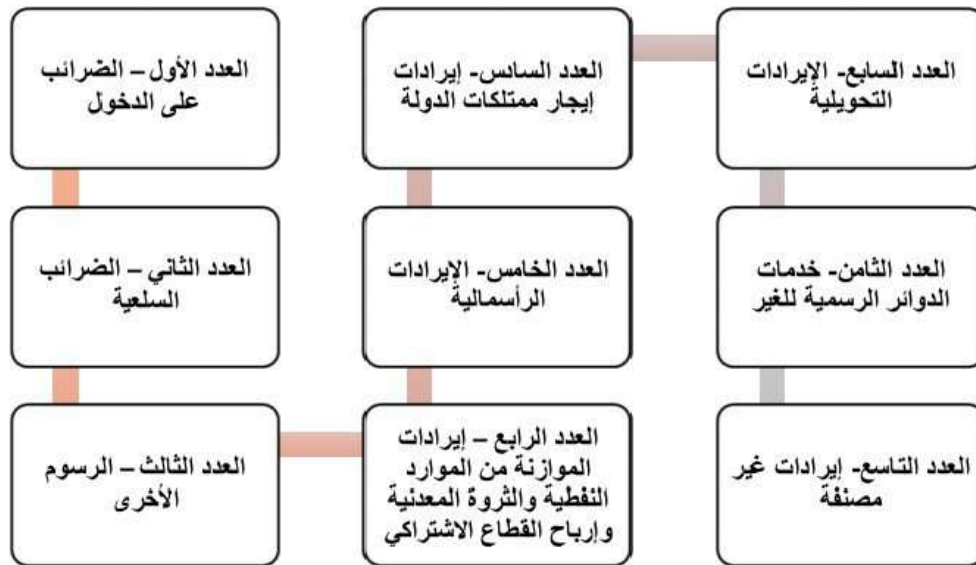 العدد الأول – الضرائب
على الدخول
العدد الثاني – الضرائب
السلعية
العدد الثالث – الرسوم
الأخرى
العدد الرابع – إيرادات
الموازنة من الموارد
النفطية والثروة المعدنية
وإرباح القطاع الاشتراكي
العدد الخامس- الإيرادات
الرأسمالية
العدد السادس- إيرادات
إيجار ممتلكات الدولة
العدد السابع- الإيرادات
التحويلية
العدد الثامن- خدمات
الدوائر الرسمية للغير
العدد التاسع- إيرادات غير
مصنفة